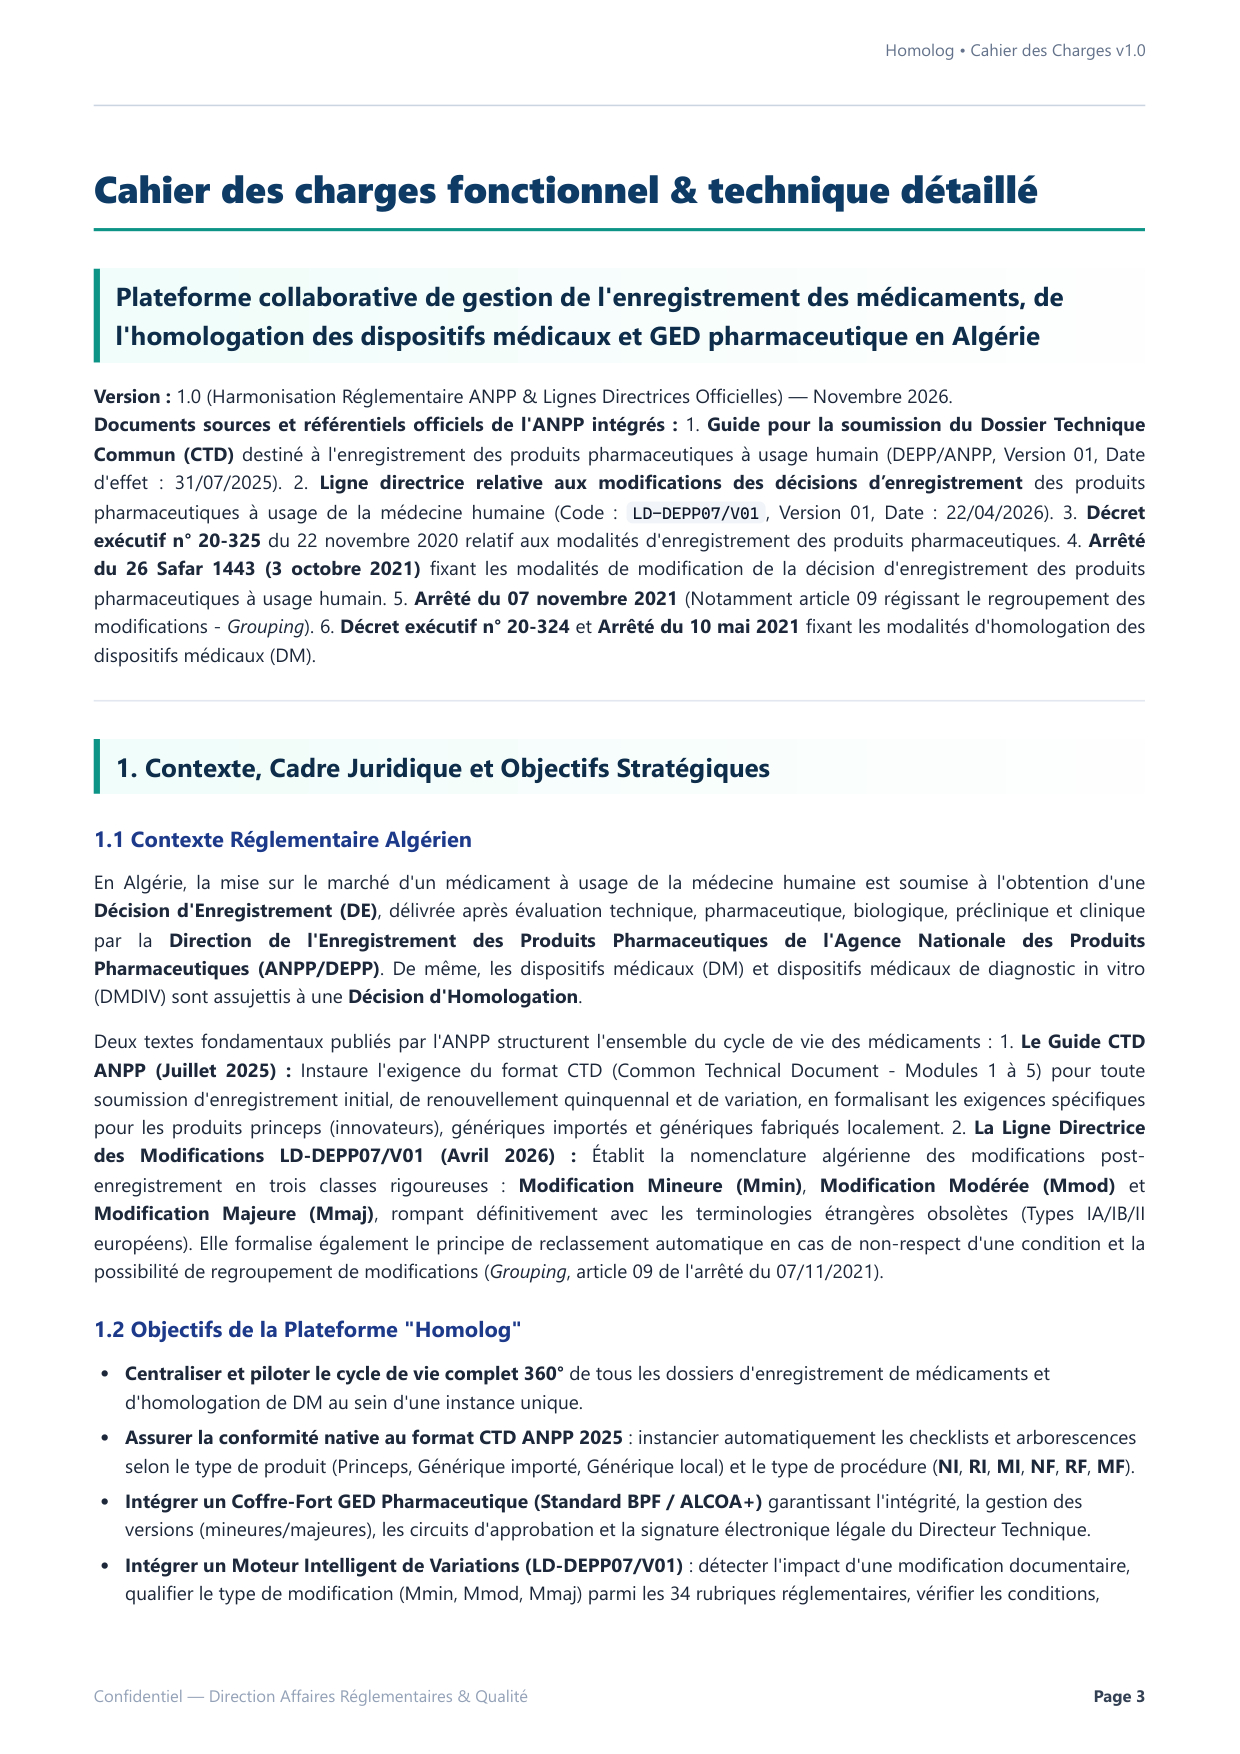 Homolog • Cahier des Charges v1.0
Cahier des charges fonctionnel & technique détaillé
Plateforme collaborative de gestion de l'enregistrement des médicaments, de
l'homologation des dispositifs médicaux et GED pharmaceutique en Algérie
Version : 1.0 (Harmonisation Réglementaire ANPP & Lignes Directrices Officielles) — Novembre 2026.
Documents sources et référentiels officiels de l'ANPP intégrés : 1. Guide pour la soumission du Dossier Technique
Commun (CTD) destiné à l'enregistrement des produits pharmaceutiques à usage humain (DEPP/ANPP, Version 01, Date
d'effet : 31/07/2025). 2. Ligne directrice relative aux modifications des décisions d’enregistrement des produits
pharmaceutiques à usage de la médecine humaine (Code : LD-DEPP07/V01, Version 01, Date : 22/04/2026). 3. Décret
exécutif n° 20-325 du 22 novembre 2020 relatif aux modalités d'enregistrement des produits pharmaceutiques. 4. Arrêté
du 26 Safar 1443 (3 octobre 2021) fixant les modalités de modification de la décision d'enregistrement des produits
pharmaceutiques à usage humain. 5. Arrêté du 07 novembre 2021 (Notamment article 09 régissant le regroupement des
modifications - Grouping). 6. Décret exécutif n° 20-324 et Arrêté du 10 mai 2021 fixant les modalités d'homologation des
dispositifs médicaux (DM).
1. Contexte, Cadre Juridique et Objectifs Stratégiques
1.1 Contexte Réglementaire Algérien
En Algérie, la mise sur le marché d'un médicament à usage de la médecine humaine est soumise à l'obtention d'une
Décision d'Enregistrement (DE), délivrée après évaluation technique, pharmaceutique, biologique, préclinique et clinique
par la Direction de l'Enregistrement des Produits Pharmaceutiques de l'Agence Nationale des Produits
Pharmaceutiques (ANPP/DEPP). De même, les dispositifs médicaux (DM) et dispositifs médicaux de diagnostic in vitro
(DMDIV) sont assujettis à une Décision d'Homologation.
Deux textes fondamentaux publiés par l'ANPP structurent l'ensemble du cycle de vie des médicaments : 1. Le Guide CTD
ANPP (Juillet 2025) : Instaure l'exigence du format CTD (Common Technical Document - Modules 1 à 5) pour toute
soumission d'enregistrement initial, de renouvellement quinquennal et de variation, en formalisant les exigences spécifiques
pour les produits princeps (innovateurs), génériques importés et génériques fabriqués localement. 2. La Ligne Directrice
des Modifications LD-DEPP07/V01 (Avril 2026) : Établit la nomenclature algérienne des modifications post-
enregistrement en trois classes rigoureuses : Modification Mineure (Mmin), Modification Modérée (Mmod) et
Modification Majeure (Mmaj), rompant définitivement avec les terminologies étrangères obsolètes (Types IA/IB/II
européens). Elle formalise également le principe de reclassement automatique en cas de non-respect d'une condition et la
possibilité de regroupement de modifications (Grouping, article 09 de l'arrêté du 07/11/2021).
1.2 Objectifs de la Plateforme "Homolog"
• Centraliser et piloter le cycle de vie complet 360° de tous les dossiers d'enregistrement de médicaments et
d'homologation de DM au sein d'une instance unique.
• Assurer la conformité native au format CTD ANPP 2025 : instancier automatiquement les checklists et arborescences
selon le type de produit (Princeps, Générique importé, Générique local) et le type de procédure (NI, RI, MI, NF, RF, MF).
• Intégrer un Coffre-Fort GED Pharmaceutique (Standard BPF / ALCOA+) garantissant l'intégrité, la gestion des
versions (mineures/majeures), les circuits d'approbation et la signature électronique légale du Directeur Technique.
• Intégrer un Moteur Intelligent de Variations (LD-DEPP07/V01) : détecter l'impact d'une modification documentaire,
qualifier le type de modification (Mmin, Mmod, Mmaj) parmi les 34 rubriques réglementaires, vérifier les conditions,
Confidentiel — Direction Affaires Réglementaires & Qualité
Page 3